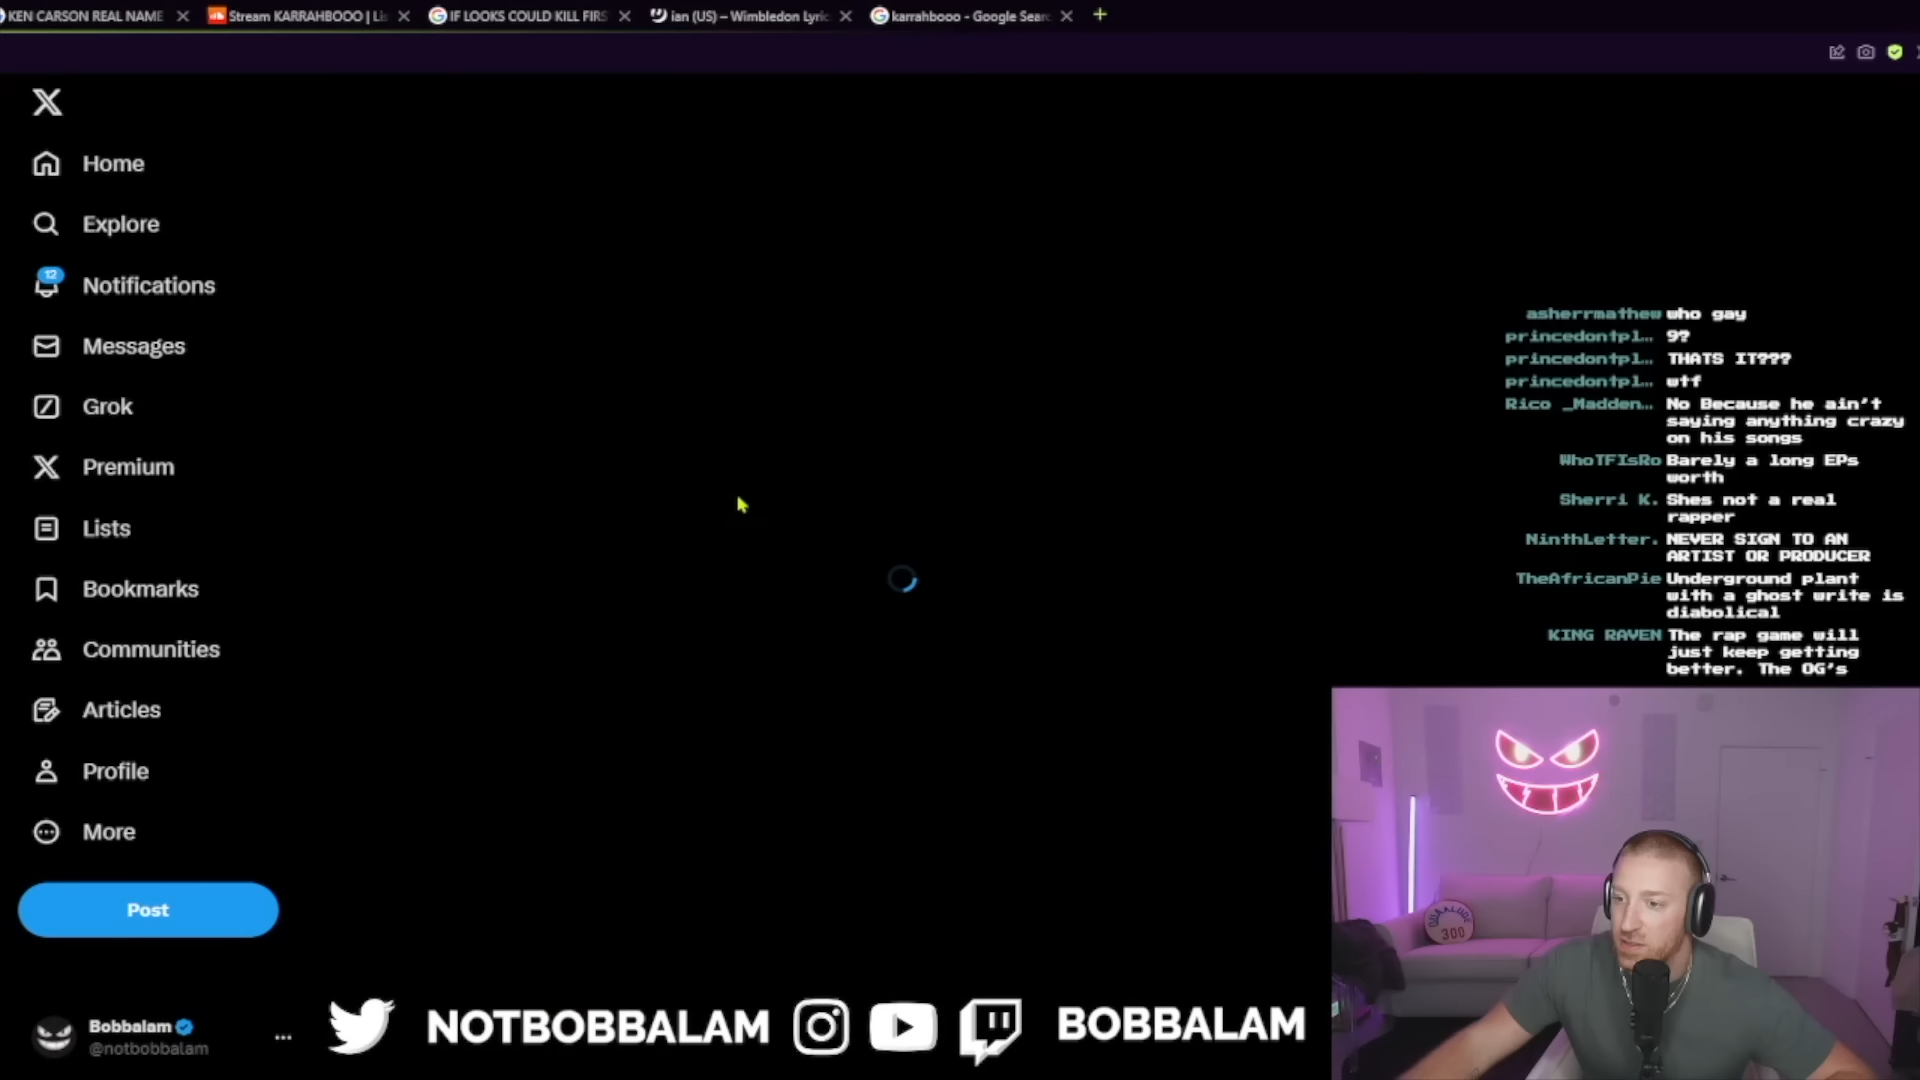 KEN CARSON REAL NAME
Stream KARRAHBOOO | Lis
IF LOOKS COULD KILL FIRS
ian (US) – Wimbledon Lyric
karrahbooo - Google Sear
Home
Explore
12
Notifications
Messages
Grok
Premium
Lists
Bookmarks
Communities
Articles
Profile
More
Post
Bobbalam
@notbobbalam
asherrmathew who gay
princedontpl… 9?
princedontpl… THATS IT???
princedontpl… wtf
Rico _Madden… No Because he ain't
saying anything crazy
on his songs
WhoTFIsRo Barely a long EPs
worth
Sherri K. Shes not a real
rapper
NinthLetter. NEVER SIGN TO AN
ARTIST OR PRODUCER
TheAfricanPie Underground plant
with a ghost write is
diabolical
KING RAVEN The rap game will
just keep getting
better. The OG's
300
NOTBOBBALAM
BOBBALAM